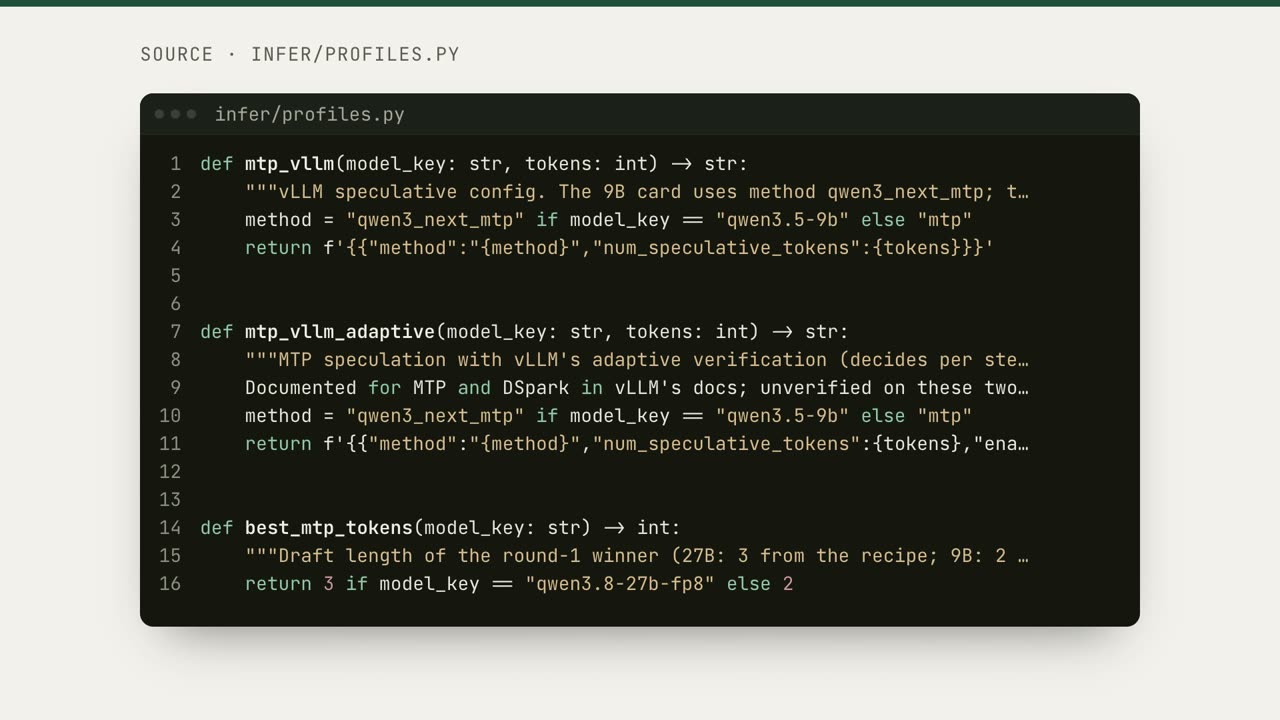 SOURCE · INFER/PROFILES.PY
infer/profiles.py
1 def mtp_vllm(model_key: str, tokens: int) -> str:
2     """vLLM speculative config. The 9B card uses method qwen3_next_mtp; t…
3     method = "qwen3_next_mtp" if model_key == "qwen3.5-9b" else "mtp"
4     return f'{{"method":"{method}","num_speculative_tokens":{tokens}}}'
5
6
7 def mtp_vllm_adaptive(model_key: str, tokens: int) -> str:
8     """MTP speculation with vLLM's adaptive verification (decides per ste…
9     Documented for MTP and DSpark in vLLM's docs; unverified on these two…
10     method = "qwen3_next_mtp" if model_key == "qwen3.5-9b" else "mtp"
11     return f'{{"method":"{method}","num_speculative_tokens":{tokens},"ena…
12
13
14 def best_mtp_tokens(model_key: str) -> int:
15     """Draft length of the round-1 winner (27B: 3 from the recipe; 9B: 2 …
16     return 3 if model_key == "qwen3.8-27b-fp8" else 2